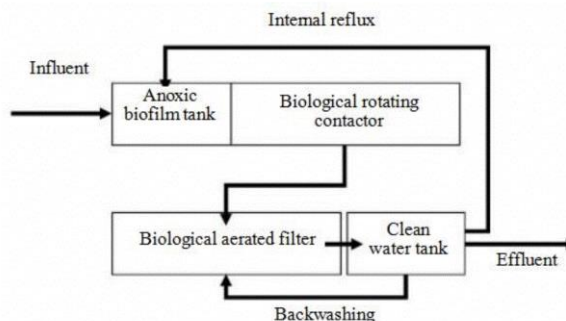 Internal reflux
Influent
Anoxic
biofilm tank
Biological rotating
contactor
Biological aerated filter
Clean
water tank
Effluent
Backwashing